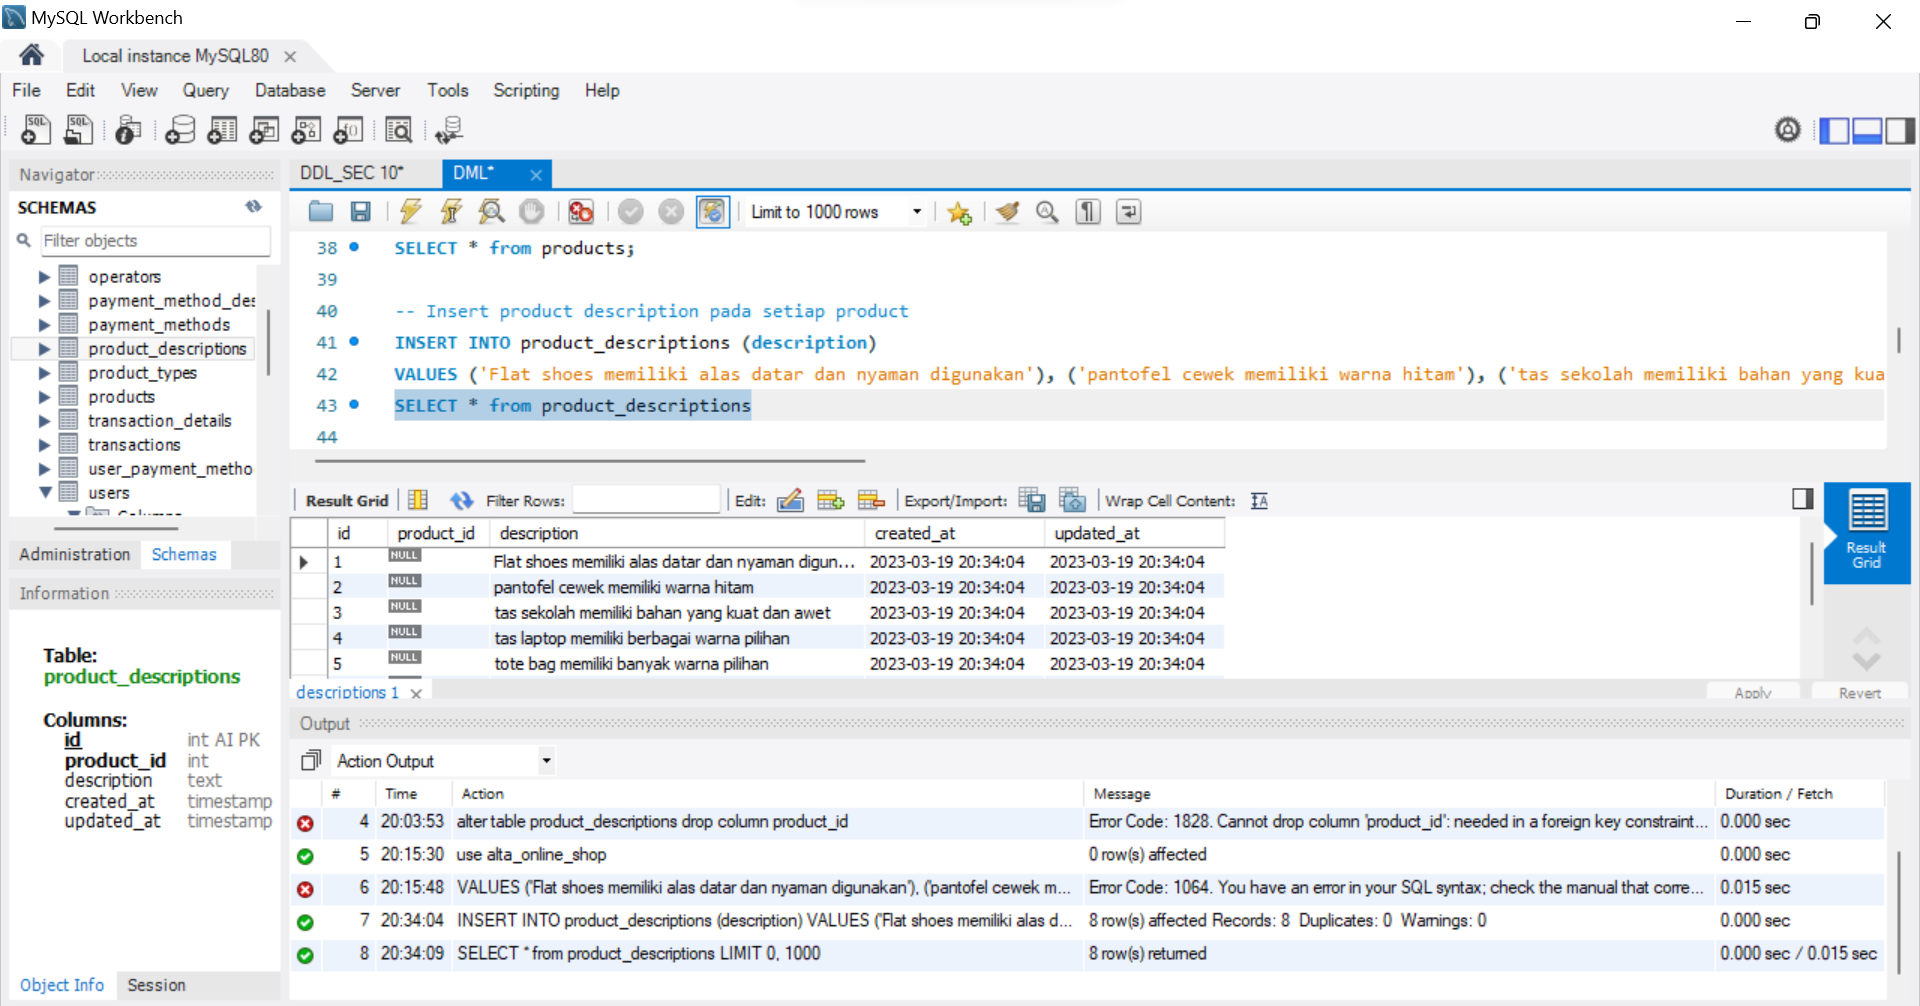 MySQL Workbench
Local instance MySQL80
File Edit View Query Database Server Tools Scripting Help
Navigator
SCHEMAS
Filter objects
operators
payment_method_des
payment_methods
product_descriptions
product_types
products
transaction_details
transactions
user_payment_metho
users
Administration Schemas
Information
Table:
product_descriptions
Columns:
id int AI PK
product_id int
description text
created_at timestamp
updated_at timestamp
Object Info Session
DDL_SEC 10* DML*
Limit to 1000 rows
38 SELECT * from products;
39
40 -- Insert product description pada setiap product
41 INSERT INTO product_descriptions (description)
42 VALUES ('Flat shoes memiliki alas datar dan nyaman digunakan'), ('pantofel cewek memiliki warna hitam'), ('tas sekolah memiliki bahan yang kua
43 SELECT * from product_descriptions
44
Result Grid Filter Rows: Edit: Export/Import: Wrap Cell Content:
id product_id description created_at updated_at
1 NULL Flat shoes memiliki alas datar dan nyaman digun... 2023-03-19 20:34:04 2023-03-19 20:34:04
2 NULL pantofel cewek memiliki warna hitam 2023-03-19 20:34:04 2023-03-19 20:34:04
3 NULL tas sekolah memiliki bahan yang kuat dan awet 2023-03-19 20:34:04 2023-03-19 20:34:04
4 NULL tas laptop memiliki berbagai warna pilihan 2023-03-19 20:34:04 2023-03-19 20:34:04
5 NULL tote bag memiliki banyak warna pilihan 2023-03-19 20:34:04 2023-03-19 20:34:04
Result
Grid
descriptions 1 Apply Revert
Output
Action Output
# Time Action Message Duration / Fetch
4 20:03:53 alter table product_descriptions drop column product_id Error Code: 1828. Cannot drop column 'product_id': needed in a foreign key constraint... 0.000 sec
5 20:15:30 use alta_online_shop 0 row(s) affected 0.000 sec
6 20:15:48 VALUES ('Flat shoes memiliki alas datar dan nyaman digunakan'), ('pantofel cewek m... Error Code: 1064. You have an error in your SQL syntax; check the manual that corre... 0.015 sec
7 20:34:04 INSERT INTO product_descriptions (description) VALUES ('Flat shoes memiliki alas d... 8 row(s) affected Records: 8 Duplicates: 0 Warnings: 0 0.000 sec
8 20:34:09 SELECT * from product_descriptions LIMIT 0, 1000 8 row(s) returned 0.000 sec / 0.015 sec